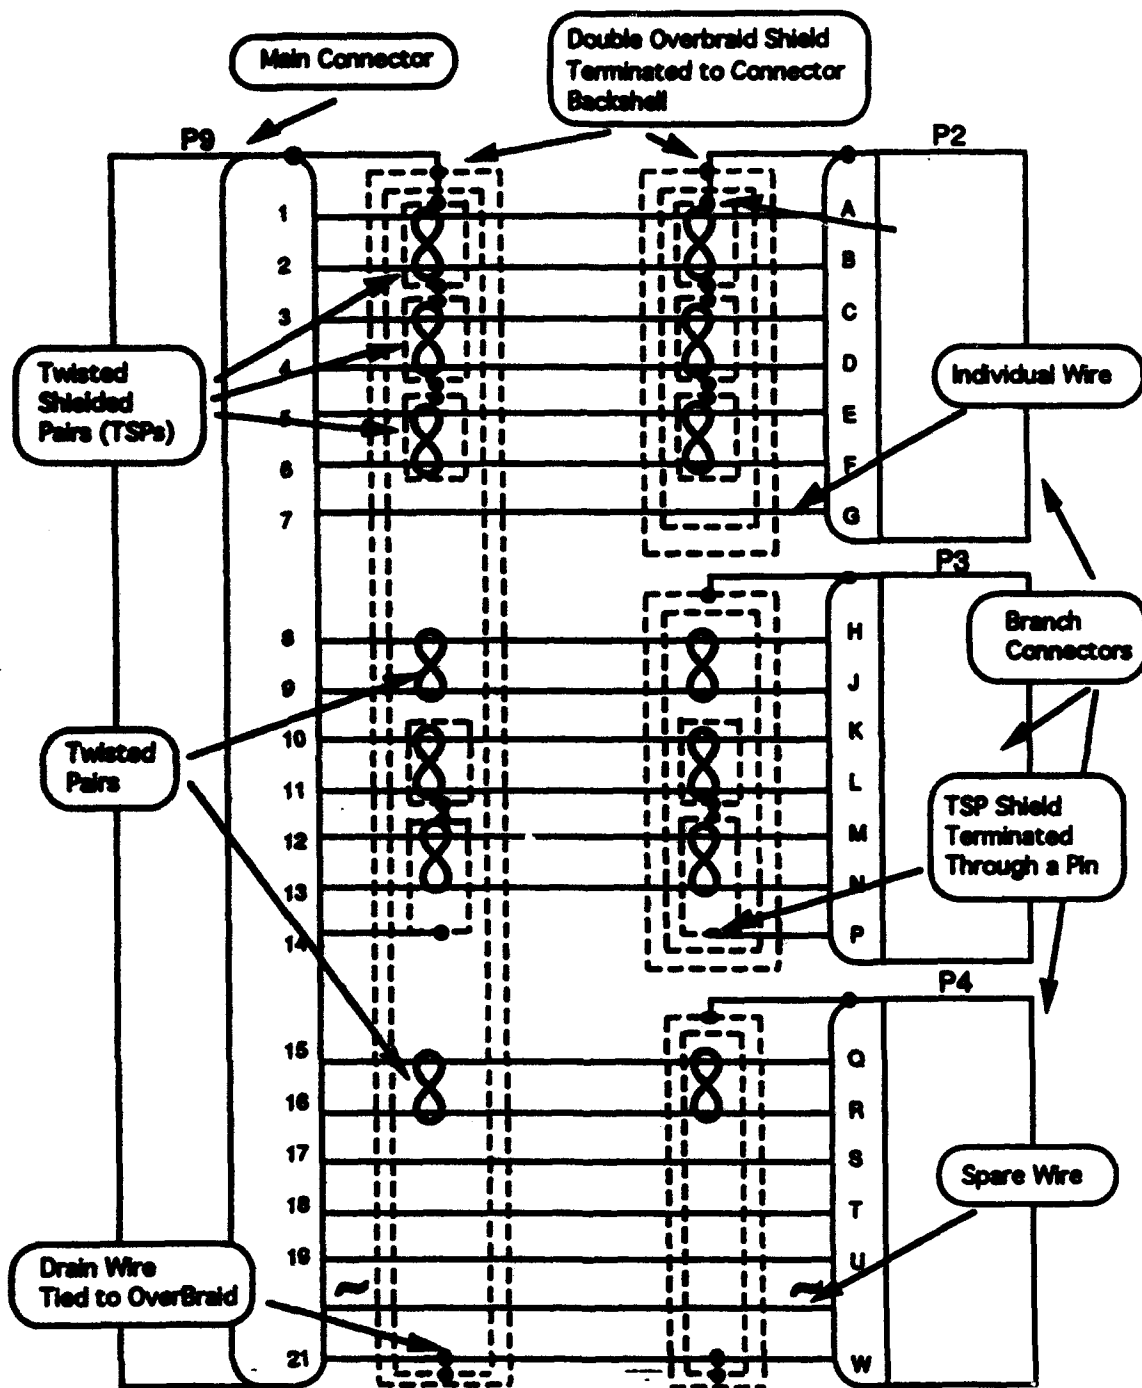 Main Connector
Double Overbraid Shield
Terminated to Connector
Backshell
P9
P2
1
A
2
B
3
C
4
D
Twisted
Shielded
Pairs (TSPs)
Individual Wire
5
E
6
F
7
G
P3
8
H
Branch
Connectors
9
J
10
K
Twisted
Pairs
11
L
TSP Shield
Terminated
Through a Pin
12
M
13
N
14
P
P4
15
Q
16
R
17
S
Spare Wire
18
T
19
U
Drain Wire
Tied to OverBraid
21
W